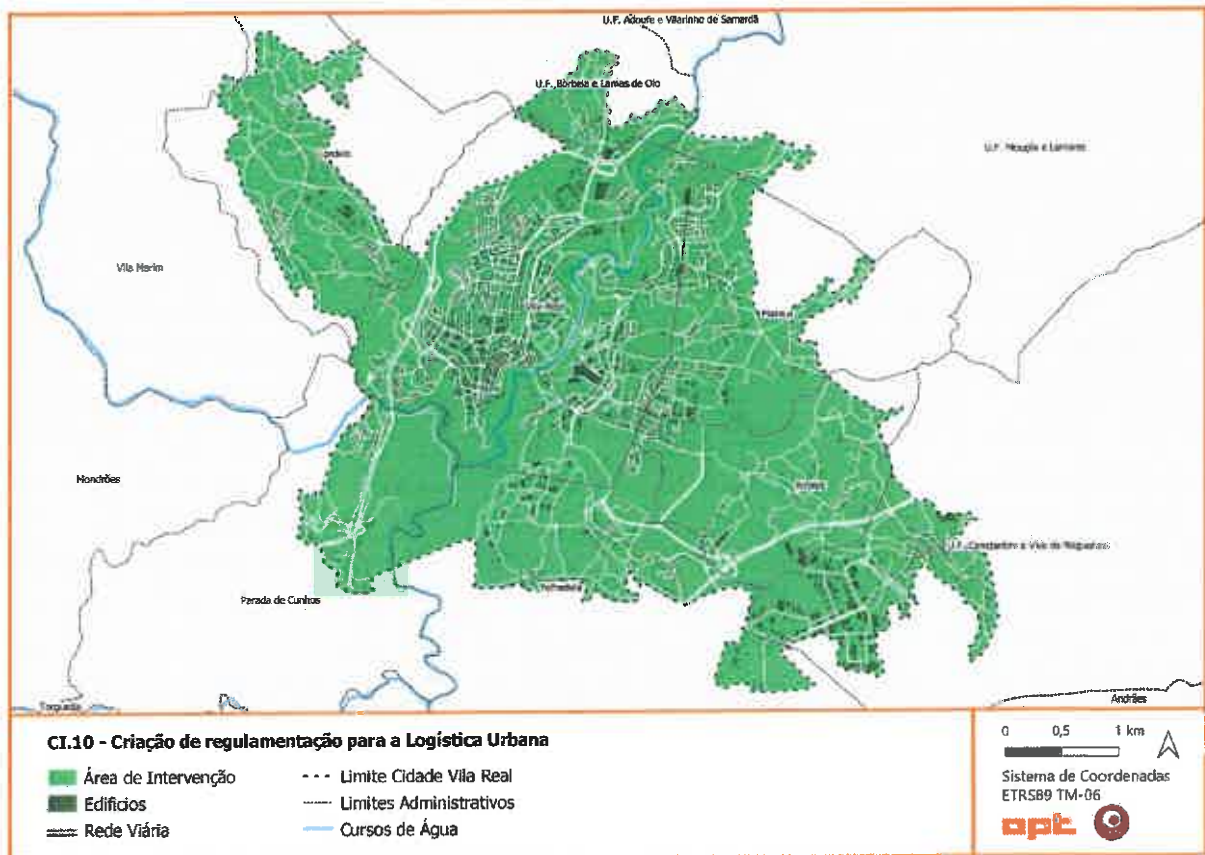 U.F. Adoufe e Vilarinho de Samardã
U.F. Borbela e Lamas de Olo
U.F. Mouçós e Lamares
Vila Marim
Mondrões
U.F. Constantim e Vale de Nogueiras
Parada de Cunhos
Torgueda
Andrães
CI.10 - Criação de regulamentação para a Logística Urbana
Área de Intervenção
Edifícios
Rede Viária
Limite Cidade Vila Real
Limites Administrativos
Cursos de Água
0 0,5 1 km
Sistema de Coordenadas
ETRS89 TM-06
opt